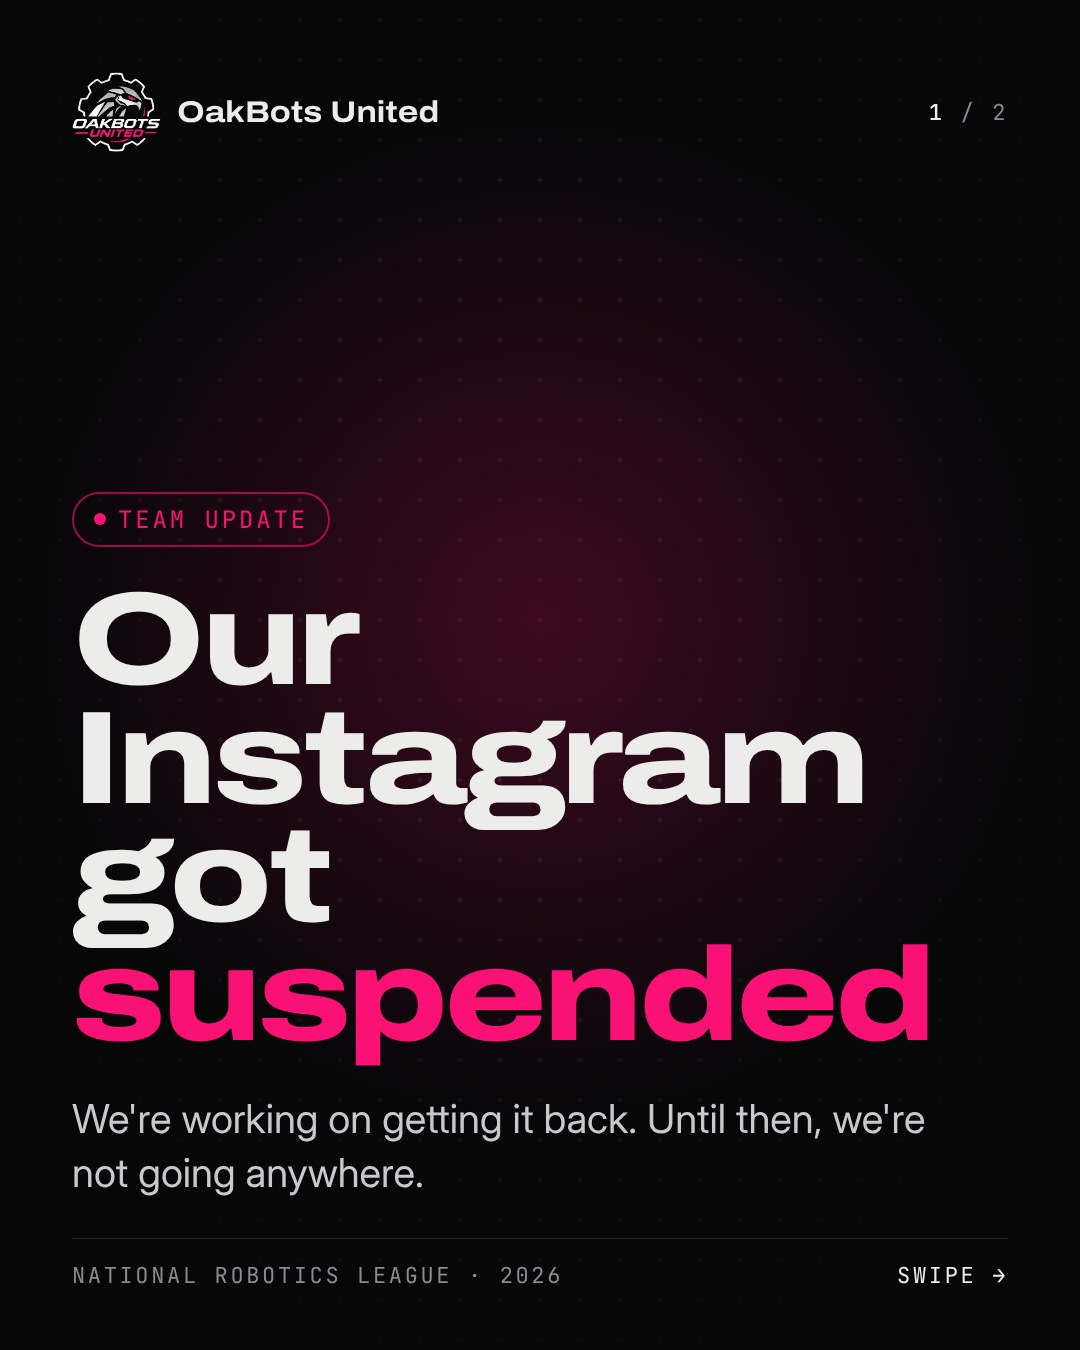 OAKBOTS
UNITED
OakBots United
1 / 2
TEAM UPDATE
Our
Instagram
got
suspended
We're working on getting it back. Until then, we're
not going anywhere.
NATIONAL ROBOTICS LEAGUE · 2026
SWIPE →